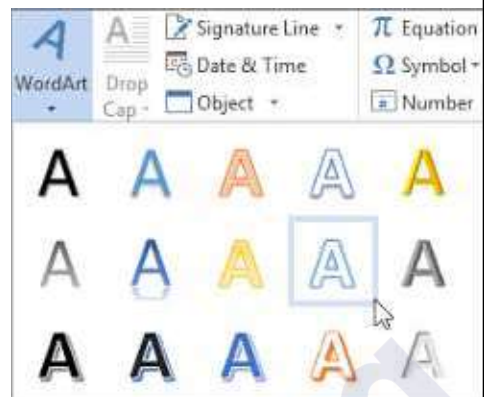 A A Signature Line π Equation
WordArt Drop Date & Time Ω Symbol
Cap Object # Number
A A A A A
A A A A A
A A A A A